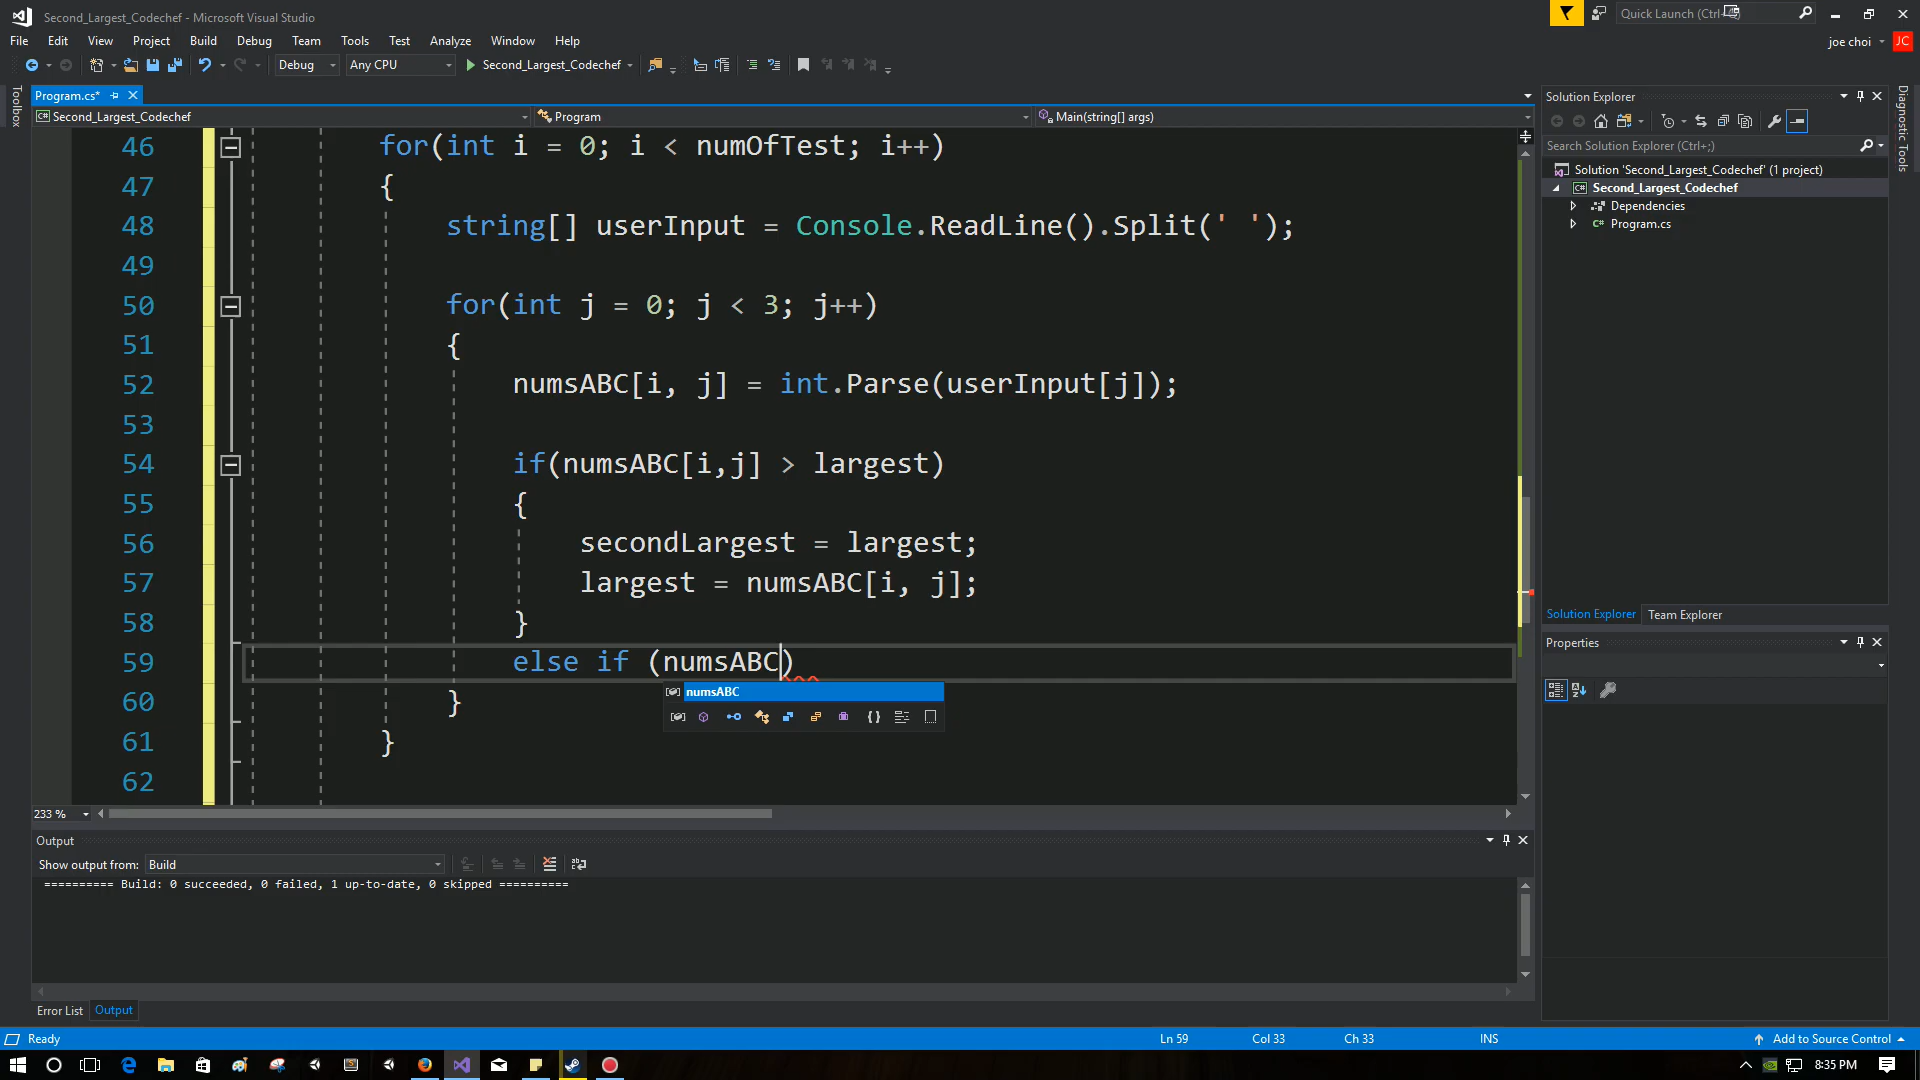 Second_Largest_Codechef - Microsoft Visual Studio
Quick Launch (Ctrl+Q)
File Edit View Project Build Debug Team Tools Test Analyze Window Help
joe choi JC
Debug Any CPU Second_Largest_Codechef
Toolbox
Program.cs*
Second_Largest_Codechef Program Main(string[] args)
46 for(int i = 0; i < numOfTest; i++)
47 {
48 string[] userInput = Console.ReadLine().Split(' ');
49
50 for(int j = 0; j < 3; j++)
51 {
52 numsABC[i, j] = int.Parse(userInput[j]);
53
54 if(numsABC[i,j] > largest)
55 {
56 secondLargest = largest;
57 largest = numsABC[i, j];
58 }
59 else if (numsABC)
numsABC
60 }
61 }
62
233 %
Output
Show output from: Build
========== Build: 0 succeeded, 0 failed, 1 up-to-date, 0 skipped ==========
Error List Output
Solution Explorer
Search Solution Explorer (Ctrl+;)
Solution 'Second_Largest_Codechef' (1 project)
Second_Largest_Codechef
Dependencies
C# Program.cs
Solution Explorer Team Explorer
Properties
Diagnostic Tools
Ready Ln 59 Col 33 Ch 33 INS Add to Source Control
8:35 PM